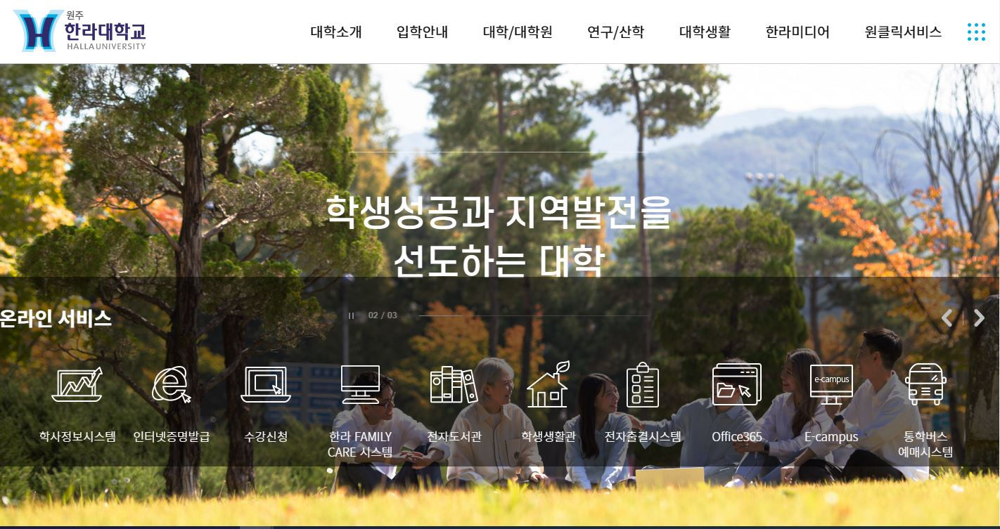 원주
한라대학교
HALLA UNIVERSITY
대학소개 입학안내 대학/대학원 연구/산학 대학생활 한라미디어 원클릭서비스
학생성공과 지역발전을
선도하는 대학
온라인 서비스
02 / 03
e-campus
학사정보시스템 인터넷증명발급 수강신청 한라 FAMILY 전자도서관 학생생활관 전자출결시스템 Office365 E-campus 통학버스
CARE 시스템 예매시스템